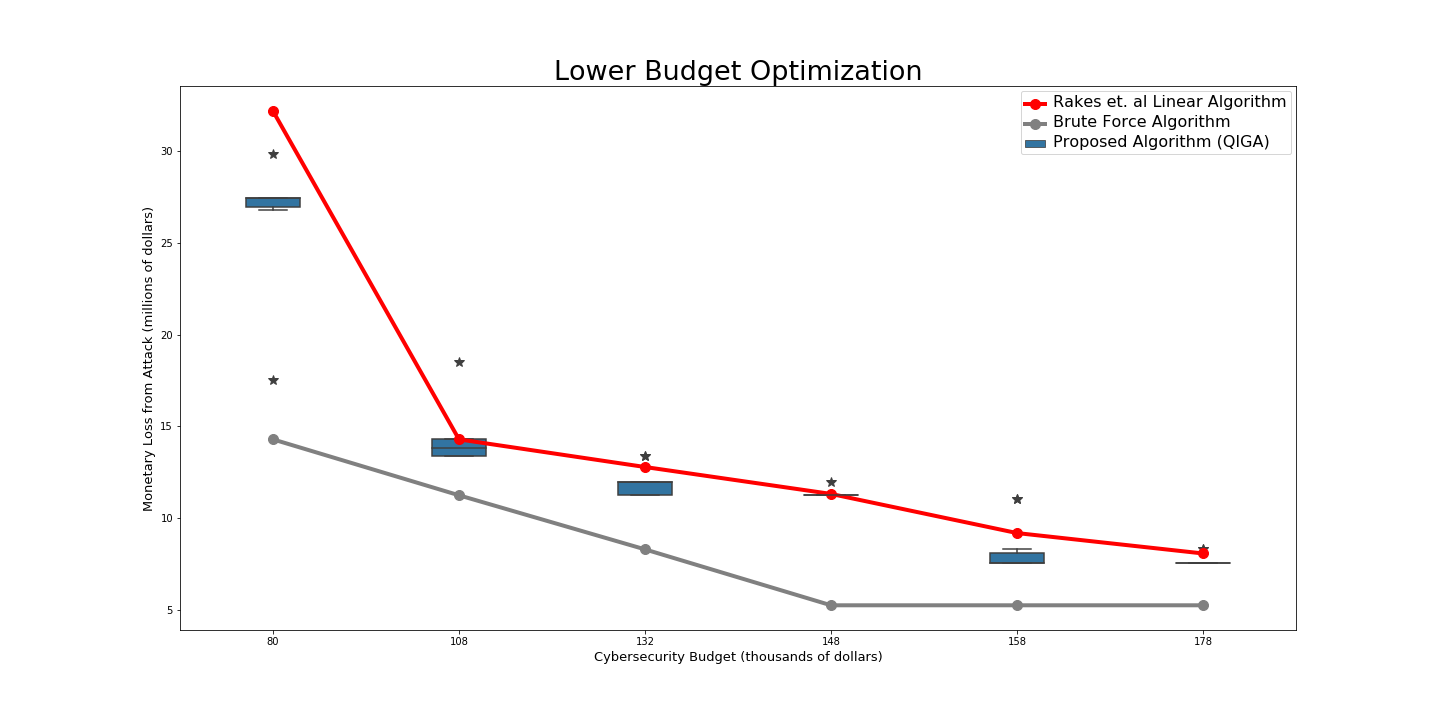 Lower Budget Optimization
Rakes et. al Linear Algorithm
Brute Force Algorithm
Proposed Algorithm (QIGA)
Monetary Loss from Attack (millions of dollars)
30
25
20
15
10
5
80 108 132 148 158 178
Cybersecurity Budget (thousands of dollars)